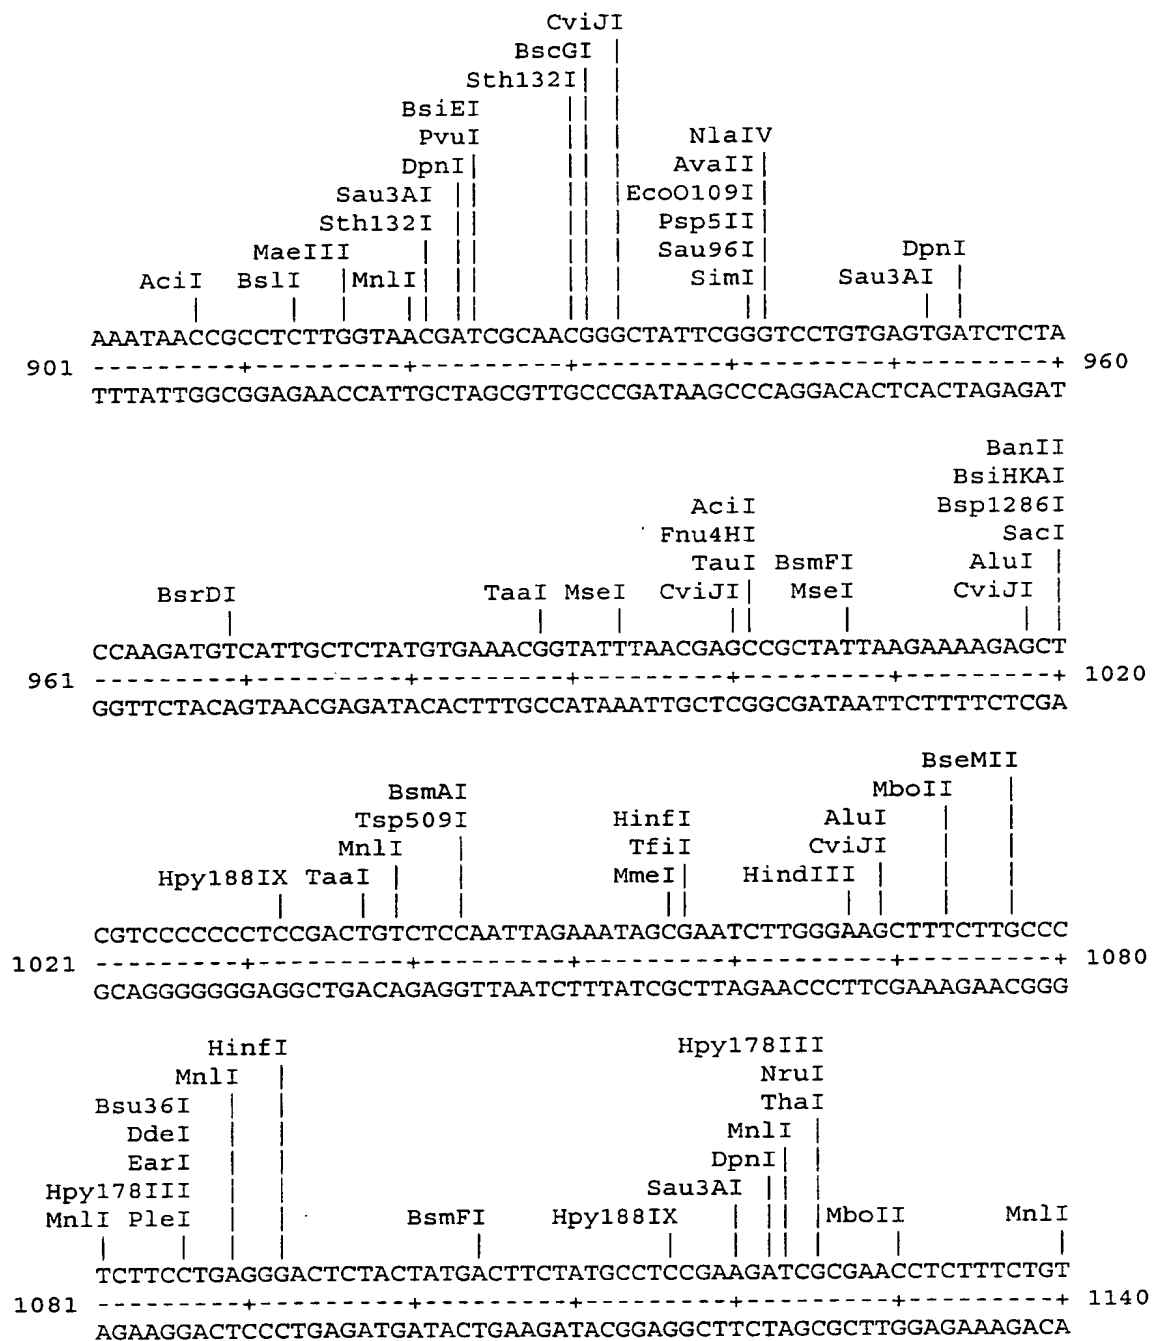 CviJI
BscGI
Sth132I
BsiEI
PvuI NlaIV
DpnI AvaII
Sau3AI EcoO109I
Sth132I Psp5II
MaeIII Sau96I DpnI
AciI BslI MnlI SimI Sau3AI
AAATAACCGCCTCTTGGTAACGATCGCAACGGGCTATTCGGGTCCTGTGAGTGATCTCTA
901 ---------+---------+---------+---------+---------+---------+ 960
TTTATTGGCGGAGAACCATTGCTAGCGTTGCCCGATAAGCCCAGGACACTCACTAGAGAT
BanII
BsiHKAI
AciI Bsp1286I
Fnu4HI SacI
TauI BsmFI AluI
BsrDI TaaI MseI CviJI MseI CviJI
CCAAGATGTCATTGCTCTATGTGAAACGGTATTTAACGAGCCGCTATTAAGAAAAGAGCT
961 ---------+---------+---------+---------+---------+---------+ 1020
GGTTCTACAGTAACGAGATACACTTTGCCATAAATTGCTCGGCGATAATTCTTTTCTCGA
BseMII
BsmAI MboII
Tsp509I HinfI AluI
MnlI TfiI CviJI
Hpy188IX TaaI MmeI HindIII
CGTCCCCCCCTCCGACTGTCTCCAATTAGAAATAGCGAATCTTGGGAAGCTTTCTTGCCC
1021 ---------+---------+---------+---------+---------+---------+ 1080
GCAGGGGGGGAGGCTGACAGAGGTTAATCTTTATCGCTTAGAACCCTTCGAAAGAACGGG
HinfI Hpy178III
MnlI NruI
Bsu36I ThaI
DdeI MnlI
EarI DpnI
Hpy178III Sau3AI
MnlI PleI BsmFI Hpy188IX MboII MnlI
TCTTCCTGAGGGACTCTACTATGACTTCTATGCCTCCGAAGATCGCGAACCTCTTTCTGT
1081 ---------+---------+---------+---------+---------+---------+ 1140
AGAAGGACTCCCTGAGATGATACTGAAGATACGGAGGCTTCTAGCGCTTGGAGAAAGACA